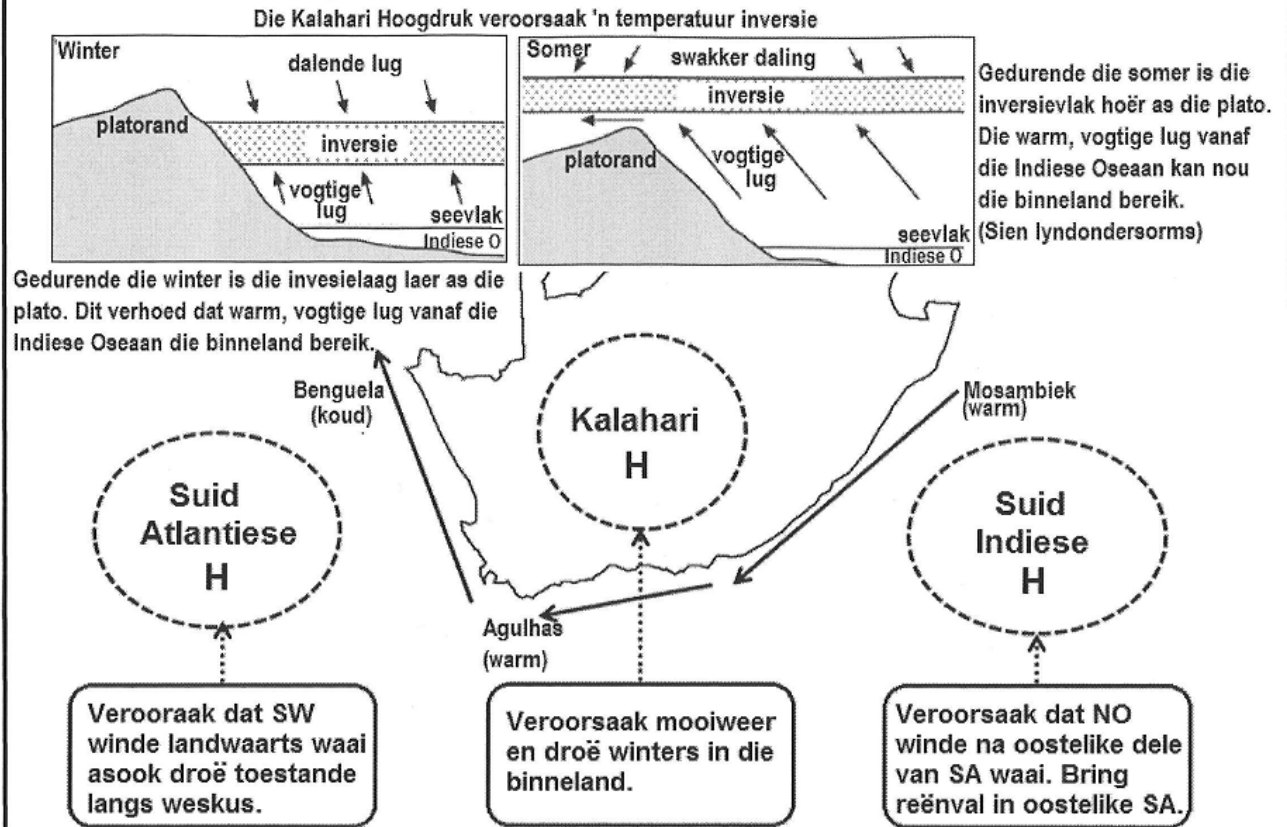 Die Kalahari Hoogdruk veroorsaak 'n temperatuur inversie
Winter
dalende lug
platorand
inversie
vogtige
lug
seevlak
Indiese O
Somer
swakker daling
inversie
platorand
vogtige
lug
seevlak
Indiese O
Gedurende die somer is die
inversievlak hoër as die plato.
Die warm, vogtige lug vanaf
die Indiese Oseaan kan nou
die binneland bereik.
(Sien lyndondersorms)
Gedurende die winter is die invesielaag laer as die
plato. Dit verhoed dat warm, vogtige lug vanaf die
Indiese Oseaan die binneland bereik.
Benguela
(koud)
Kalahari
H
Mosambiek
(warm)
Suid
Atlantiese
H
Suid
Indiese
H
Agulhas
(warm)
Verooraak dat SW
winde landwaarts waai
asook droë toestande
langs weskus.
Veroorsaak mooiweer
en droë winters in die
binneland.
Veroorsaak dat NO
winde na oostelike dele
van SA waai. Bring
reënval in oostelike SA.